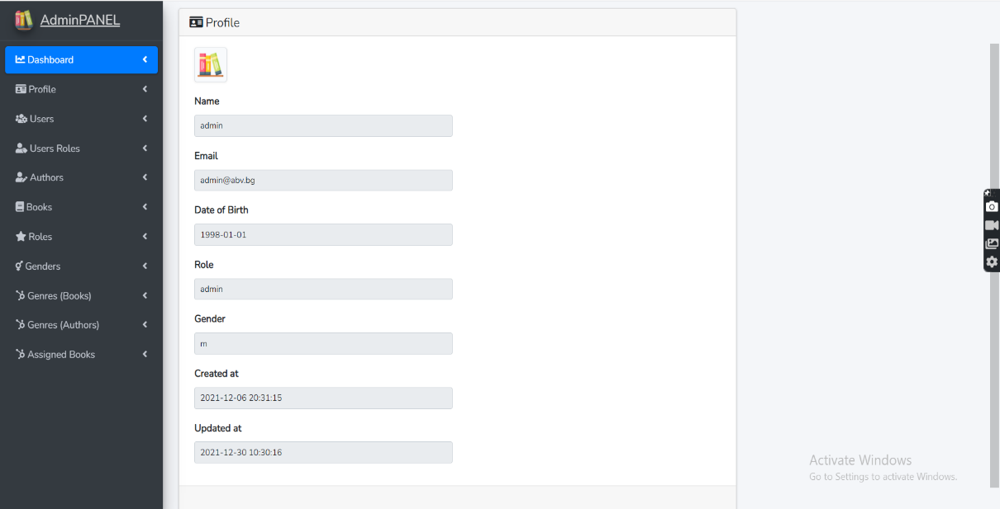 AdminPANEL
Dashboard
Profile
Users
Users Roles
Authors
Books
Roles
Genders
Genres (Books)
Genres (Authors)
Assigned Books
Profile
Name
admin
Email
admin@abv.bg
Date of Birth
1998-01-01
Role
admin
Gender
m
Created at
2021-12-06 20:31:15
Updated at
2021-12-30 10:30:16
Activate Windows
Go to Settings to activate Windows.